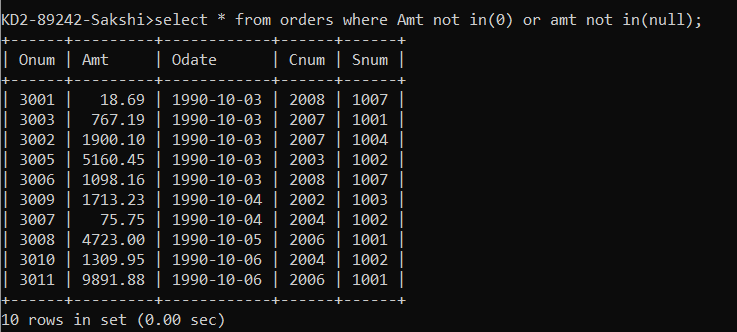 KD2-89242-Sakshi>select * from orders where Amt not in(0) or amt not in(null);
+------+---------+------------+------+------+
| Onum | Amt     | Odate      | Cnum | Snum |
+------+---------+------------+------+------+
| 3001 |   18.69 | 1990-10-03 | 2008 | 1007 |
| 3003 |  767.19 | 1990-10-03 | 2007 | 1001 |
| 3002 | 1900.10 | 1990-10-03 | 2007 | 1004 |
| 3005 | 5160.45 | 1990-10-03 | 2003 | 1002 |
| 3006 | 1098.16 | 1990-10-03 | 2008 | 1007 |
| 3009 | 1713.23 | 1990-10-04 | 2002 | 1003 |
| 3007 |   75.75 | 1990-10-04 | 2004 | 1002 |
| 3008 | 4723.00 | 1990-10-05 | 2006 | 1001 |
| 3010 | 1309.95 | 1990-10-06 | 2004 | 1002 |
| 3011 | 9891.88 | 1990-10-06 | 2006 | 1001 |
+------+---------+------------+------+------+
10 rows in set (0.00 sec)